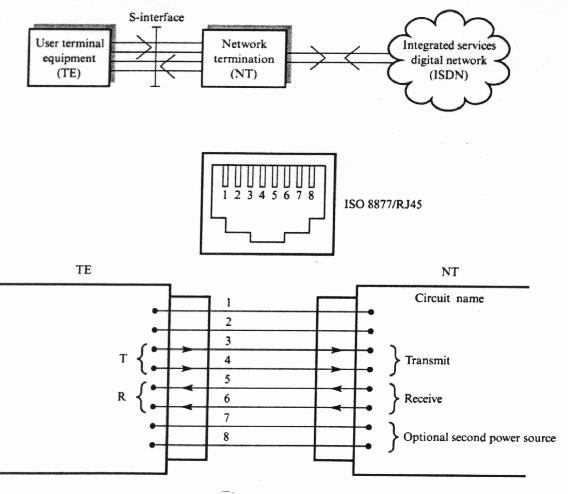 S-interface
User terminal
equipment
(TE)
Network
termination
(NT)
Integrated services
digital network
(ISDN)
1 2 3 4 5 6 7 8
ISO 8877/RJ45
TE
NT
Circuit name
1
2
3
T
4
Transmit
5
R
6
Receive
7
8
Optional second power source